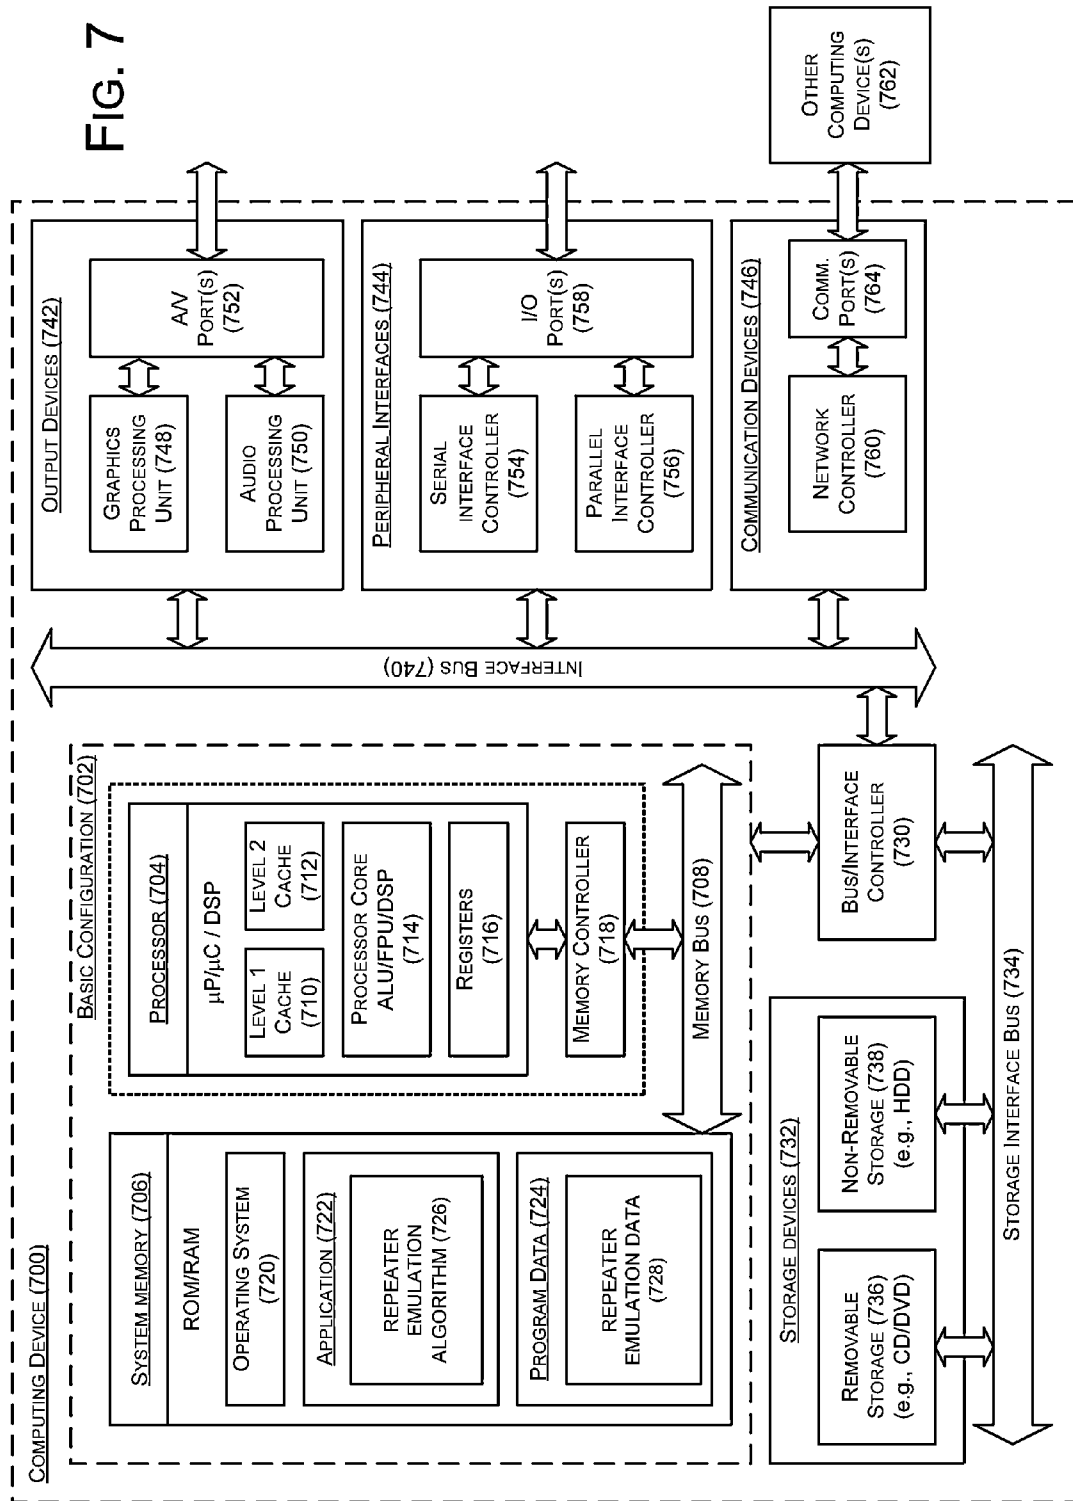 FIG. 7
COMPUTING DEVICE (700)
BASIC CONFIGURATION (702)
SYSTEM MEMORY (706)
ROM/RAM
OPERATING SYSTEM
(720)
APPLICATION (722)
REPEATER
EMULATION
ALGORITHM (726)
PROGRAM DATA (724)
REPEATER
EMULATION DATA
(728)
PROCESSOR (704)
µP/µC / DSP
LEVEL 1
CACHE
(710)
LEVEL 2
CACHE
(712)
PROCESSOR CORE
ALU/FPU/DSP
(714)
REGISTERS
(716)
MEMORY CONTROLLER
(718)
MEMORY BUS (708)
BUS/INTERFACE
CONTROLLER
(730)
STORAGE DEVICES (732)
REMOVABLE
STORAGE (736)
(e.g., CD/DVD)
NON-REMOVABLE
STORAGE (738)
(e.g., HDD)
STORAGE INTERFACE BUS (734)
INTERFACE BUS (740)
OUTPUT DEVICES (742)
GRAPHICS
PROCESSING
UNIT (748)
AUDIO
PROCESSING
UNIT (750)
A/V
PORT(S)
(752)
PERIPHERAL INTERFACES (744)
SERIAL
INTERFACE
CONTROLLER
(754)
PARALLEL
INTERFACE
CONTROLLER
(756)
I/O
PORT(S)
(758)
COMMUNICATION DEVICES (746)
NETWORK
CONTROLLER
(760)
COMM.
PORT(S)
(764)
OTHER
COMPUTING
DEVICE(S)
(762)